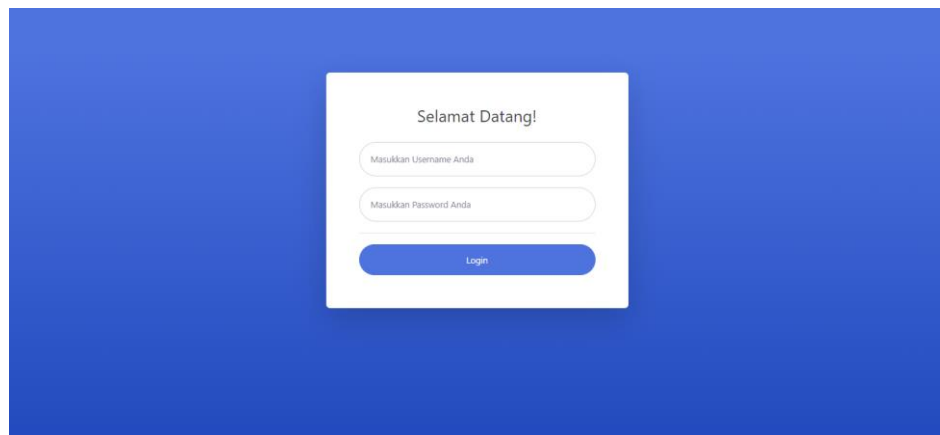 Selamat Datang!
Masukkan Username Anda
Masukkan Password Anda
Login